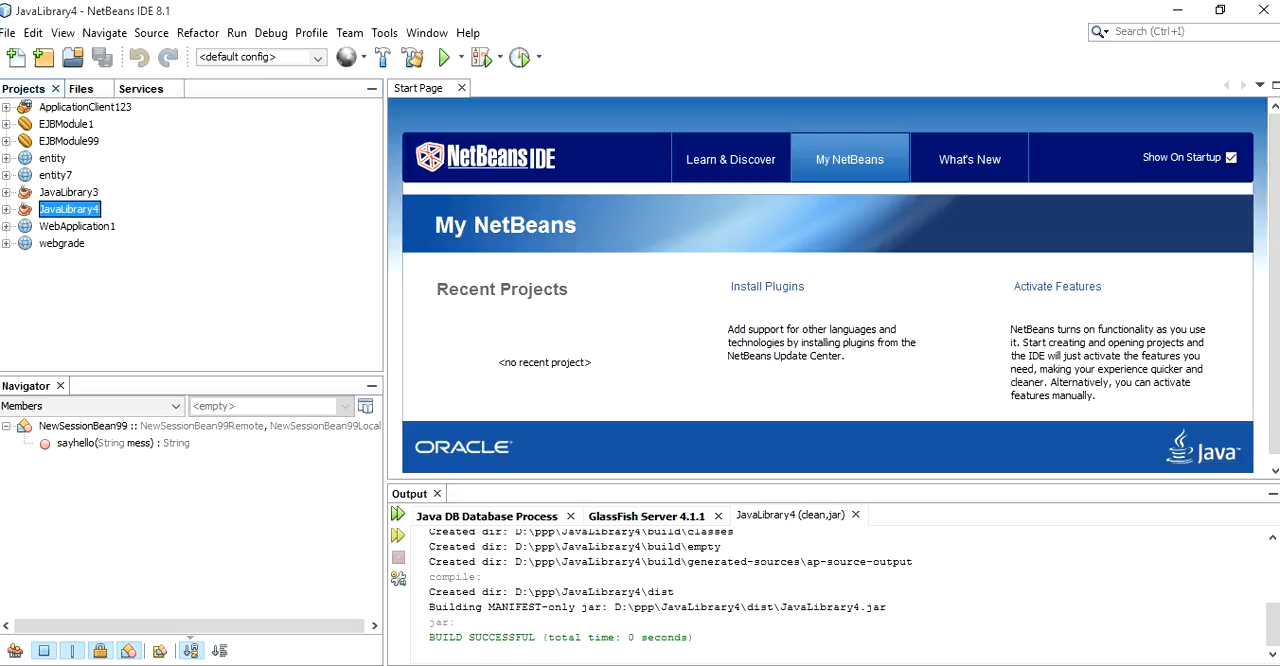 JavaLibrary4 - NetBeans IDE 8.1
File Edit View Navigate Source Refactor Run Debug Profile Team Tools Window Help
Search (Ctrl+I)
<default config>
Projects Files Services
Start Page
ApplicationClient123
EJBModule1
EJBModule99
entity
entity7
JavaLibrary3
JavaLibrary4
WebApplication1
webgrade
NetBeans IDE
Learn & Discover
My NetBeans
What's New
Show On Startup
My NetBeans
Recent Projects
<no recent project>
Install Plugins
Add support for other languages and
technologies by installing plugins from the
NetBeans Update Center.
Activate Features
NetBeans turns on functionality as you use
it. Start creating and opening projects and
the IDE will just activate the features you
need, making your experience quicker and
cleaner. Alternatively, you can activate
features manually.
ORACLE
Java
Navigator
Members
<empty>
NewSessionBean99 :: NewSessionBean99Remote, NewSessionBean99Local
sayhello(String mess) : String
Output
Java DB Database Process GlassFish Server 4.1.1 JavaLibrary4 (clean,jar)
Created dir: D:\ppp\JavaLibrary4\build\classes
Created dir: D:\ppp\JavaLibrary4\build\empty
Created dir: D:\ppp\JavaLibrary4\build\generated-sources\ap-source-output
compile:
Created dir: D:\ppp\JavaLibrary4\dist
Building MANIFEST-only jar: D:\ppp\JavaLibrary4\dist\JavaLibrary4.jar
jar:
BUILD SUCCESSFUL (total time: 0 seconds)